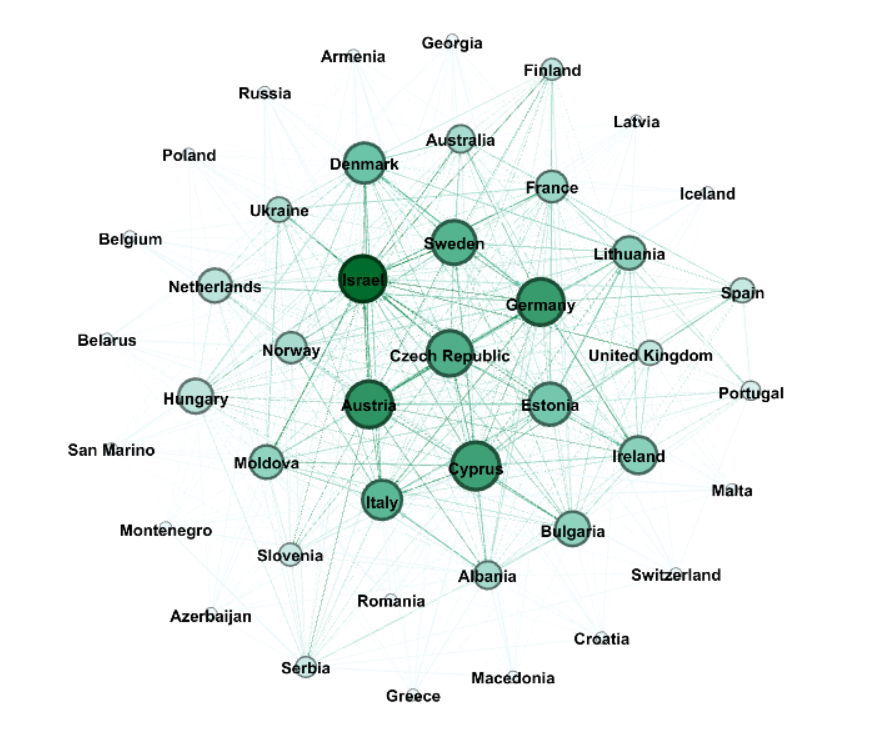 Georgia
Armenia
Finland
Russia
Latvia
Australia
Poland
Denmark
France
Iceland
Ukraine
Belgium
Sweden
Lithuania
Israel
Netherlands
Spain
Germany
Belarus
Norway
Czech Republic
United Kingdom
Portugal
Hungary
Austria
Estonia
San Marino
Ireland
Moldova
Cyprus
Malta
Italy
Montenegro
Bulgaria
Slovenia
Switzerland
Albania
Romania
Azerbaijan
Croatia
Serbia
Macedonia
Greece